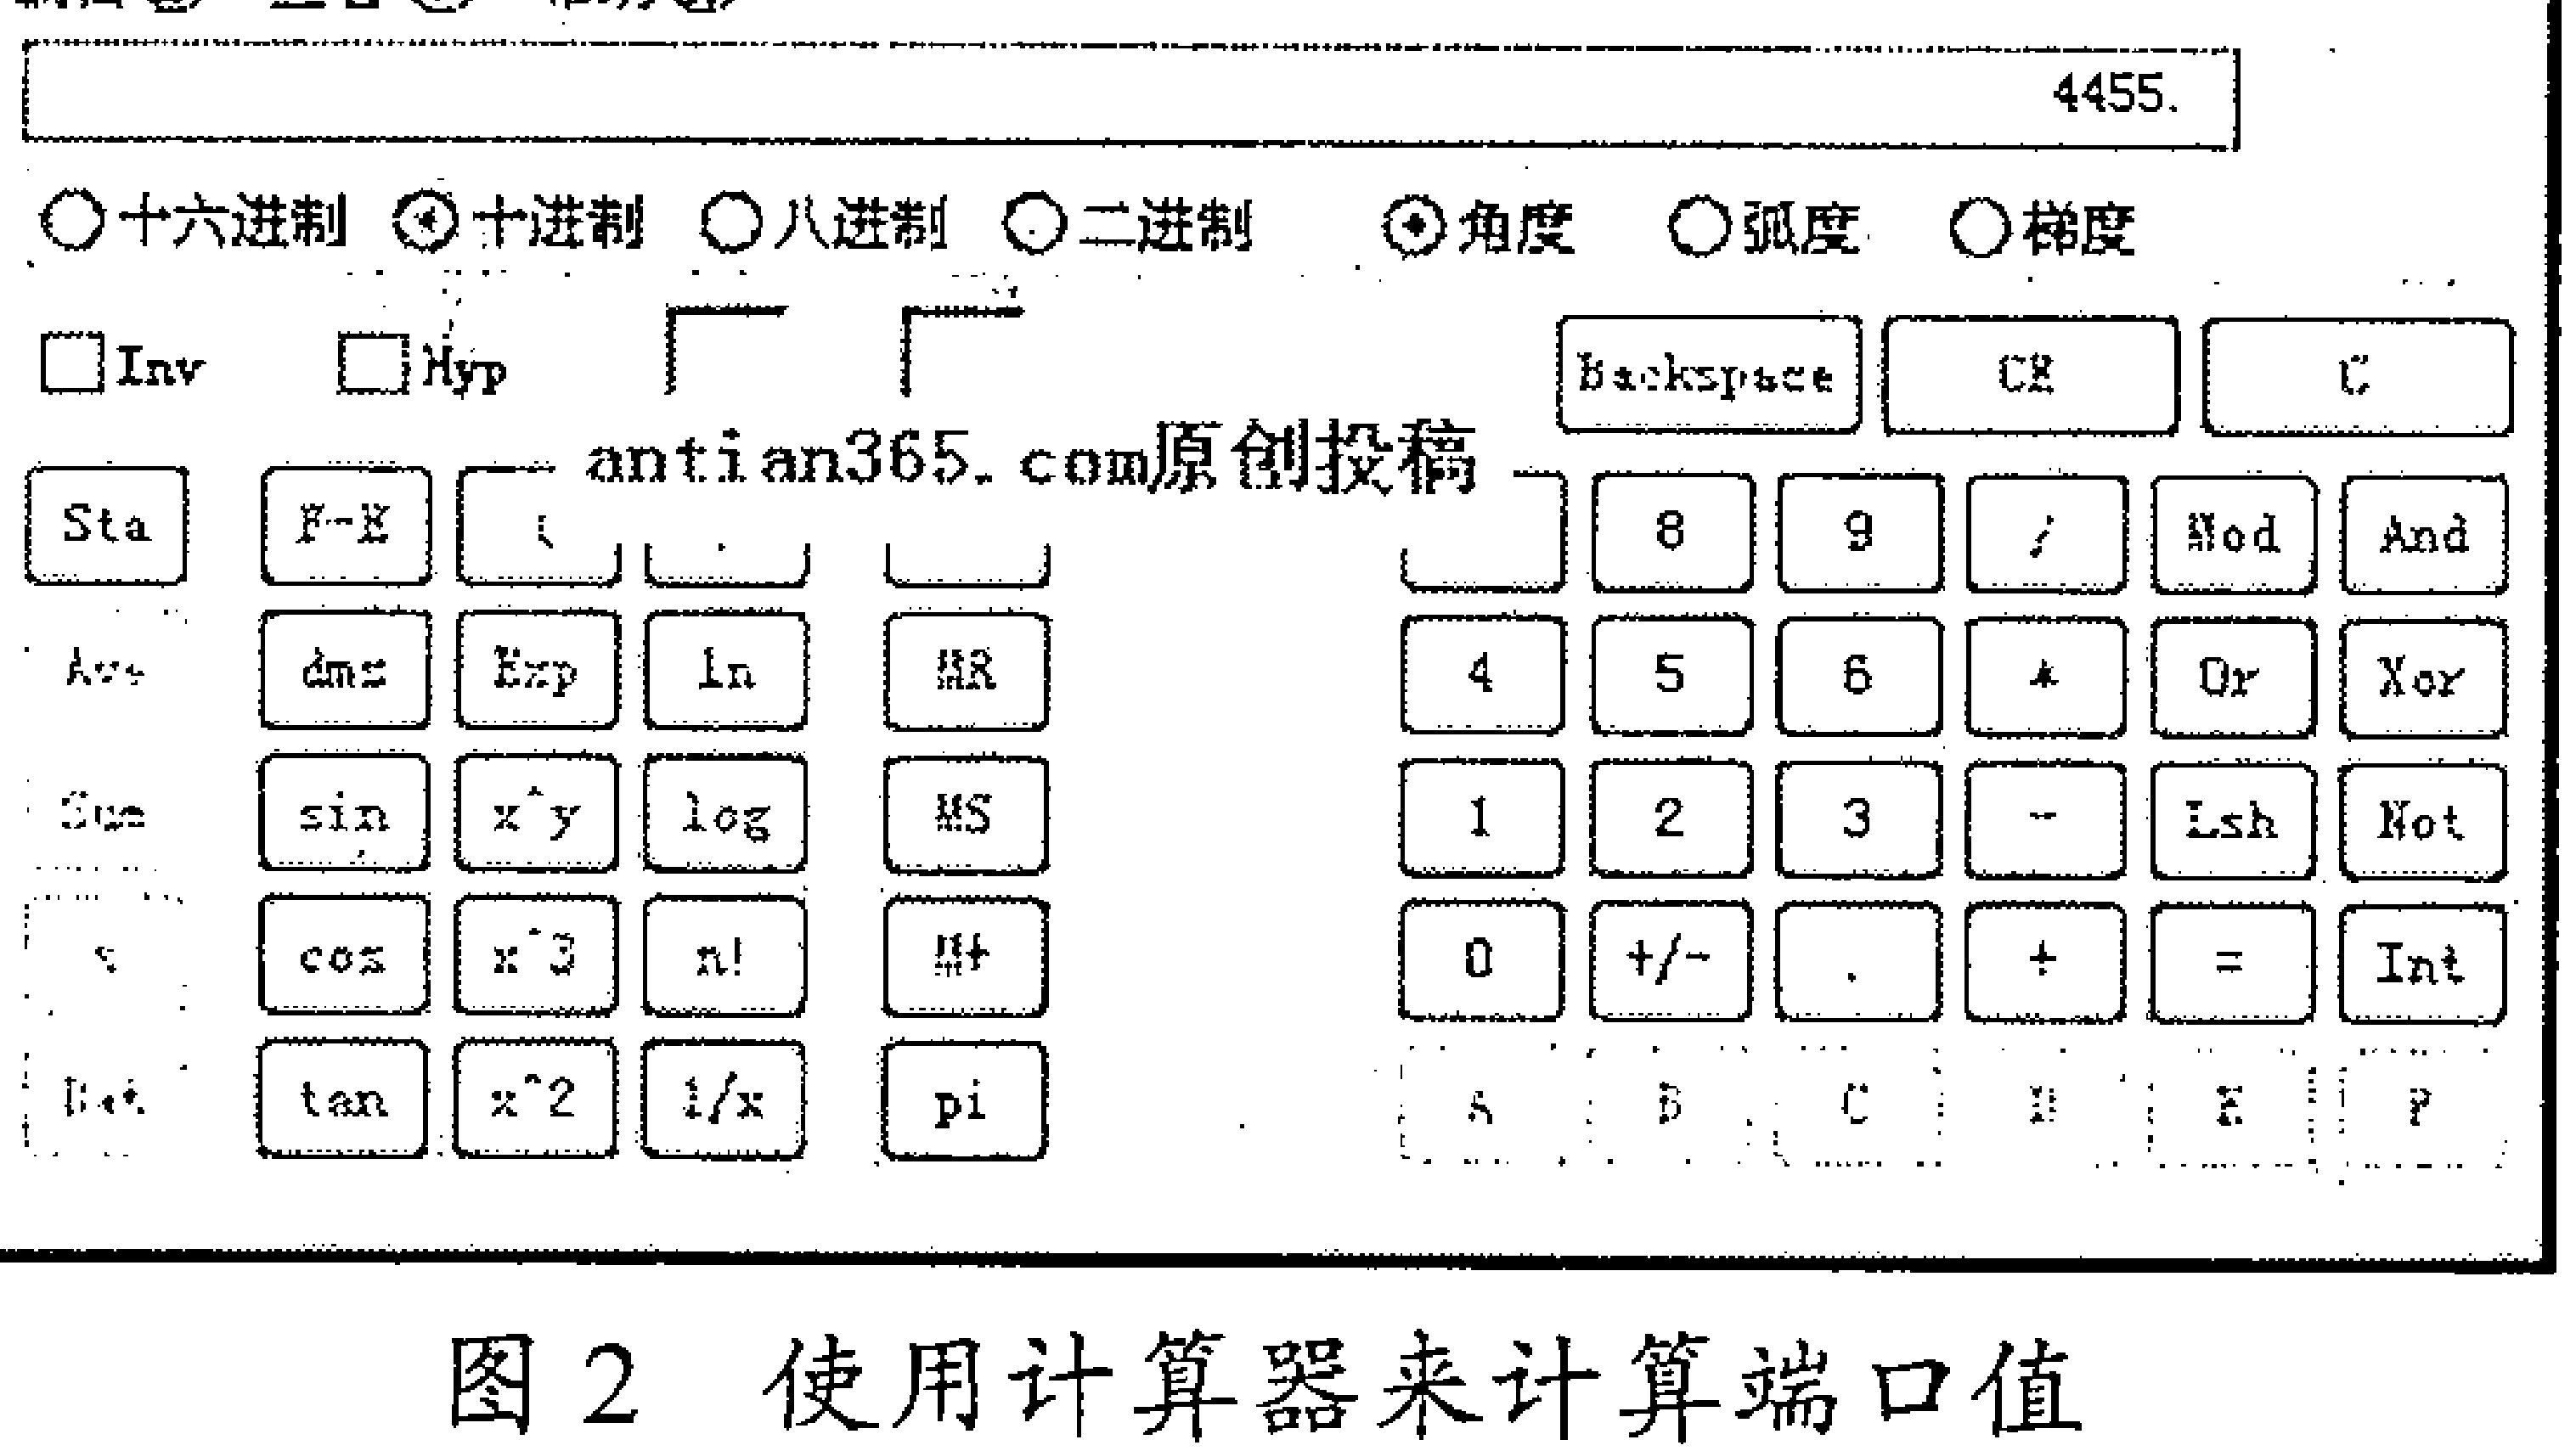 4455.
十六进制 十进制 八进制 二进制 角度 弧度 梯度
Inv Hyp Backspace CE C
antian365.com原创投稿
Sta F-E ( 8 9 / Mod And
Ave dms Exp ln MR 4 5 6 * Or Xor
Sum sin x^y log MS 1 2 3 - Lsh Not
s cos x^3 n! M+ 0 +/- . + = Int
Dat tan x^2 1/x pi A B C D E F
图2 使用计算器来计算端口值